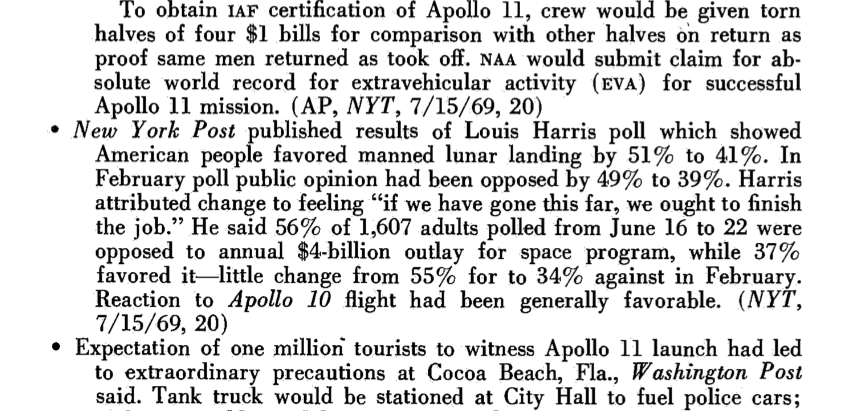 To obtain IAF certification of Apollo 11, crew would be given torn
halves of four $1 bills for comparison with other halves on return as
proof same men returned as took off. NAA would submit claim for ab-
solute world record for extravehicular activity (EVA) for successful
Apollo 11 mission. (AP, NYT, 7/15/69, 20)
• New York Post published results of Louis Harris poll which showed
American people favored manned lunar landing by 51% to 41%. In
February poll public opinion had been opposed by 49% to 39%. Harris
attributed change to feeling “if we have gone this far, we ought to finish
the job.” He said 56% of 1,607 adults polled from June 16 to 22 were
opposed to annual $4-billion outlay for space program, while 37%
favored it—little change from 55% for to 34% against in February.
Reaction to Apollo 10 flight had been generally favorable. (NYT,
7/15/69, 20)
• Expectation of one million tourists to witness Apollo 11 launch had led
to extraordinary precautions at Cocoa Beach, Fla., Washington Post
said. Tank truck would be stationed at City Hall to fuel police cars;